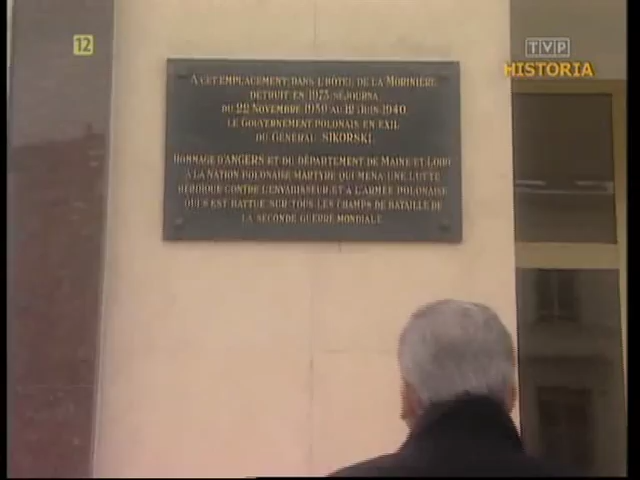 12
TVP
HISTORIA
A CET EMPLACEMENT, DANS L'HÔTEL DE LA MORINIÈRE
DÉTRUIT EN 1973, SÉJOURNA
DU 22 NOVEMBRE 1939 AU 12 JUIN 1940
LE GOUVERNEMENT POLONAIS EN EXIL
DU GÉNÉRAL SIKORSKI.
HOMMAGE D'ANGERS ET DU DÉPARTEMENT DE MAINE-ET-LOIRE
A LA NATION POLONAISE MARTYRE QUI MENA UNE LUTTE
HÉROÏQUE CONTRE L'ENVAHISSEUR ET A L'ARMÉE POLONAISE
QUI S'EST BATTUE SUR TOUS LES CHAMPS DE BATAILLE DE
LA SECONDE GUERRE MONDIALE